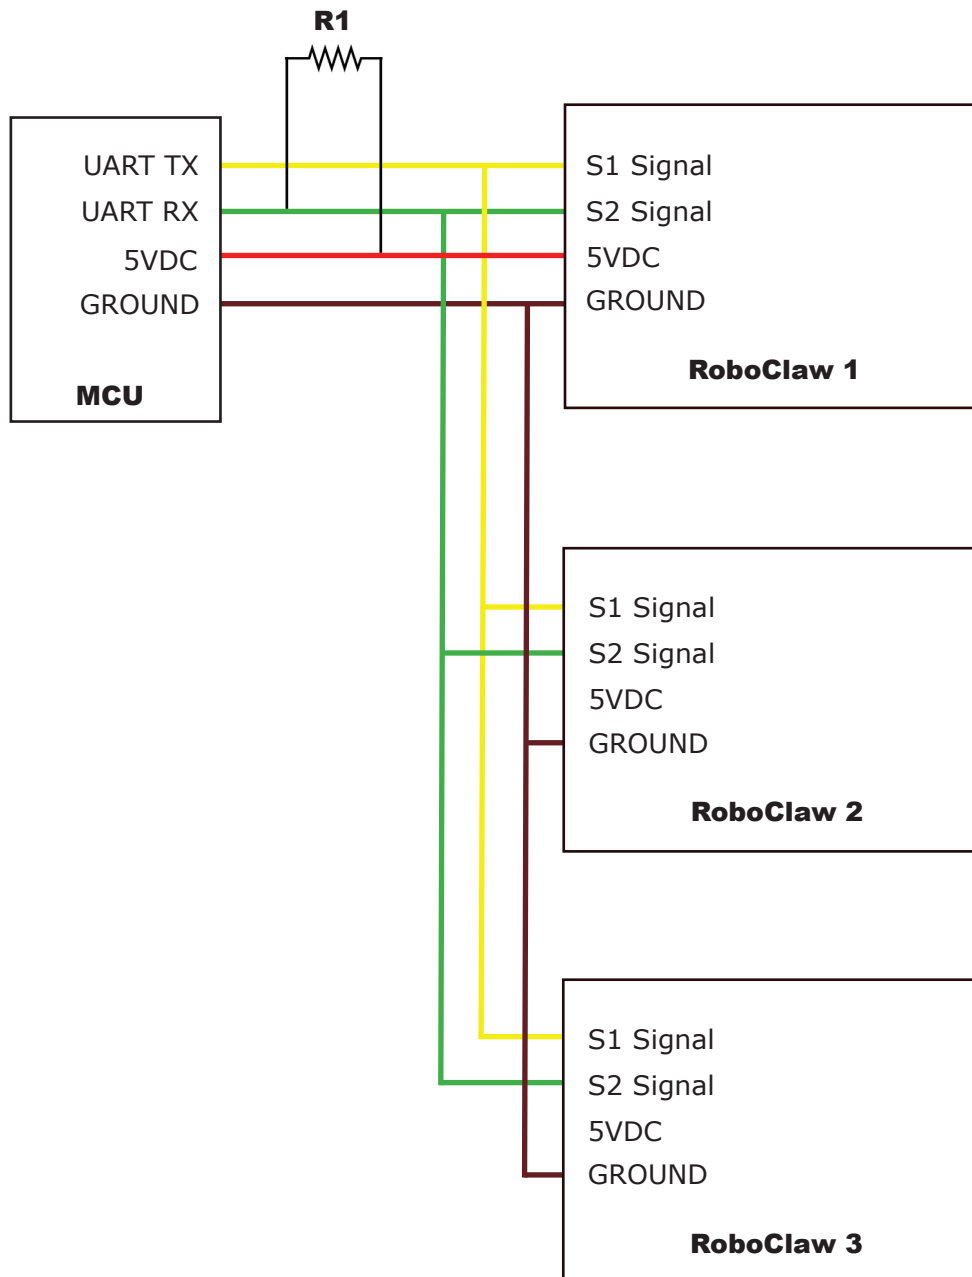 R1
UART TX
UART RX
5VDC
GROUND
MCU
S1 Signal
S2 Signal
5VDC
GROUND
RoboClaw 1
S1 Signal
S2 Signal
5VDC
GROUND
RoboClaw 2
S1 Signal
S2 Signal
5VDC
GROUND
RoboClaw 3